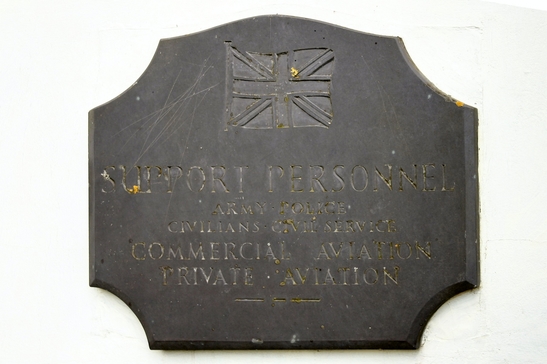 SUPPORT PERSONNEL
ARMY · POLICE
CIVILIANS · CIVIL SERVICE
COMMERCIAL AVIATION
PRIVATE AVIATION